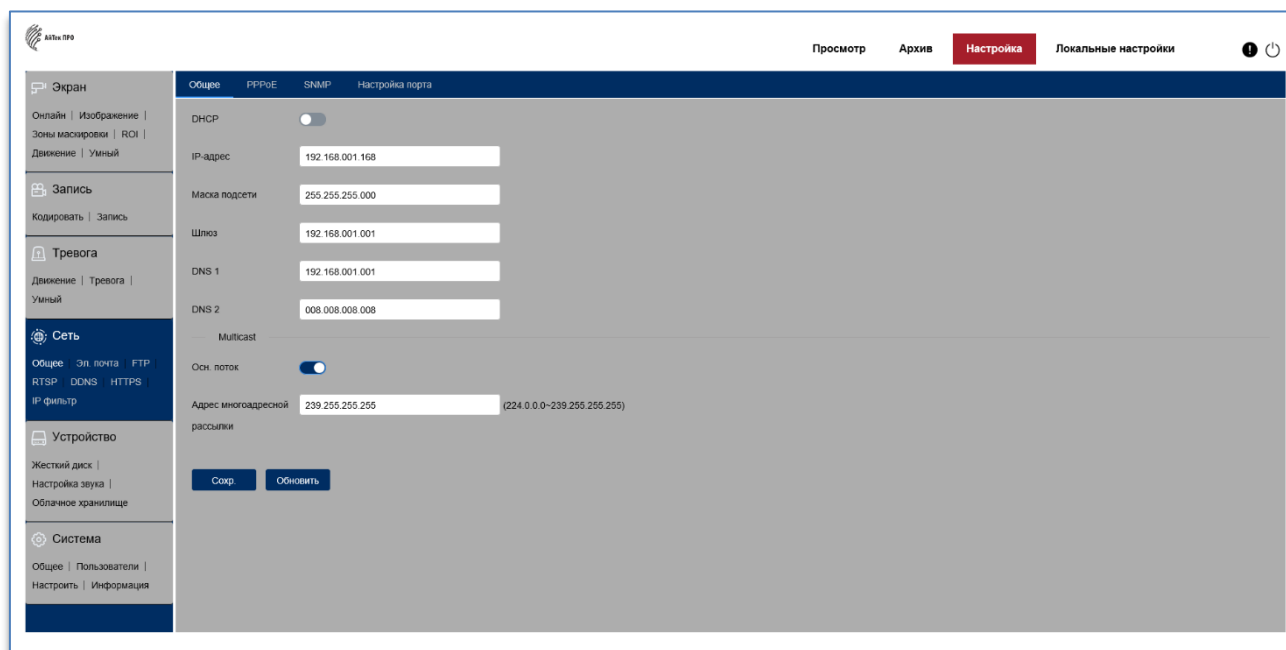 АйТек ПРО
Просмотр Архив Настройка Локальные настройки
Экран
Онлайн | Изображение |
Зоны маскировки | ROI |
Движение | Умный
Запись
Кодировать | Запись
Тревога
Движение | Тревога |
Умный
Сеть
Общее | Эл. почта | FTP |
RTSP | DDNS | HTTPS |
IP фильтр
Устройство
Жесткий диск |
Настройка звука |
Облачное хранилище
Система
Общее | Пользователи |
Настроить | Информация
Общее PPPoE SNMP Настройка порта
DHCP
IP-адрес 192.168.001.168
Маска подсети 255.255.255.000
Шлюз 192.168.001.001
DNS 1 192.168.001.001
DNS 2 008.008.008.008
Multicast
Осн. поток
Адрес многоадресной 239.255.255.255 (224.0.0.0~239.255.255.255)
рассылки
Сохр. Обновить